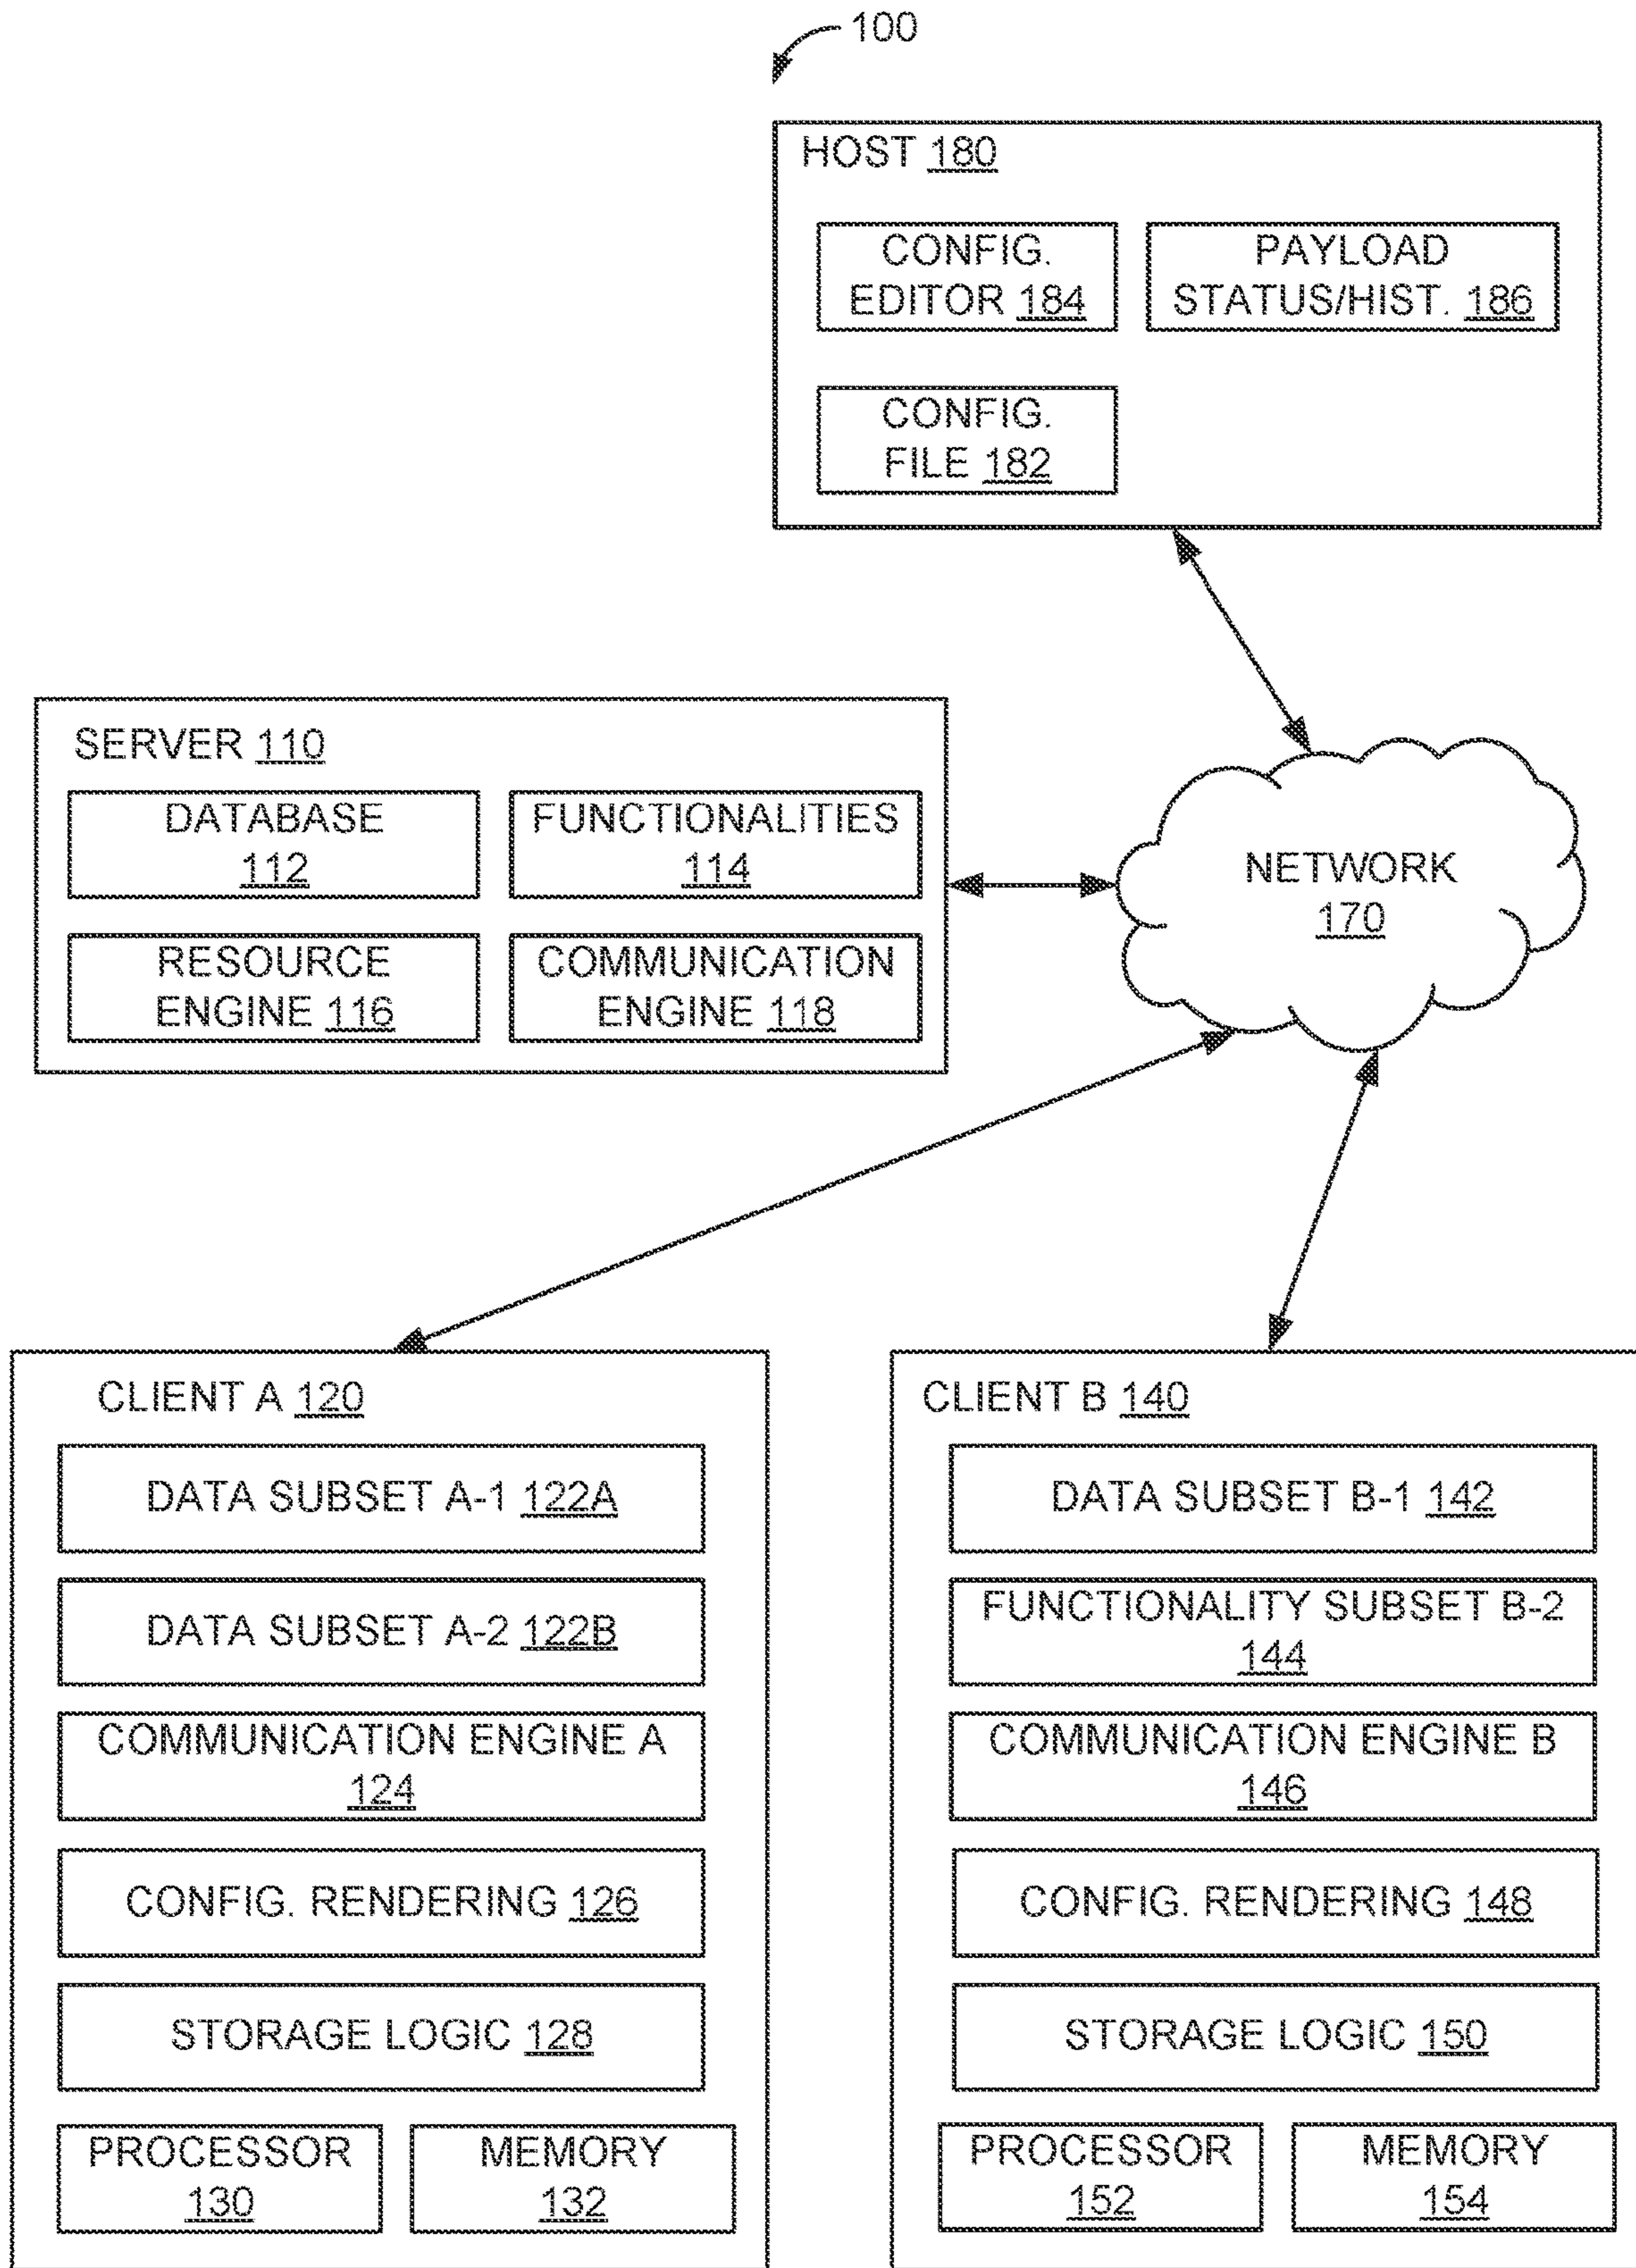 100
HOST 180
CONFIG.
EDITOR 184
PAYLOAD
STATUS/HIST. 186
CONFIG.
FILE 182
SERVER 110
DATABASE
112
FUNCTIONALITIES
114
RESOURCE
ENGINE 116
COMMUNICATION
ENGINE 118
NETWORK
170
CLIENT A 120
DATA SUBSET A-1 122A
DATA SUBSET A-2 122B
COMMUNICATION ENGINE A
124
CONFIG. RENDERING 126
STORAGE LOGIC 128
PROCESSOR
130
MEMORY
132
CLIENT B 140
DATA SUBSET B-1 142
FUNCTIONALITY SUBSET B-2
144
COMMUNICATION ENGINE B
146
CONFIG. RENDERING 148
STORAGE LOGIC 150
PROCESSOR
152
MEMORY
154